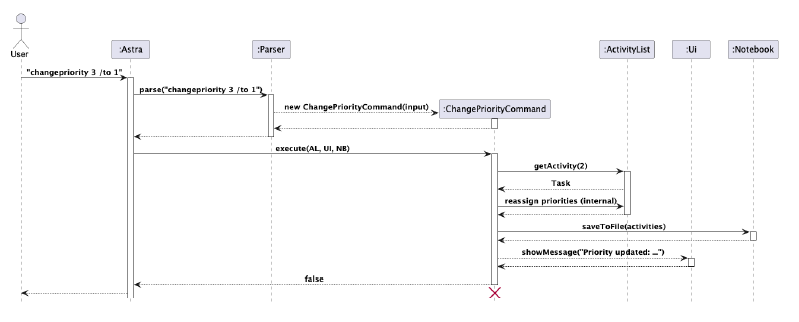 User
:Astra
:Parser
:ActivityList
:Ui
:Notebook
"changepriority 3 /to 1"
parse("changepriority 3 /to 1")
new ChangePriorityCommand(input)
:ChangePriorityCommand
execute(AL, UI, NB)
getActivity(2)
Task
reassign priorities (internal)
saveToFile(activities)
showMessage("Priority updated: ...")
false